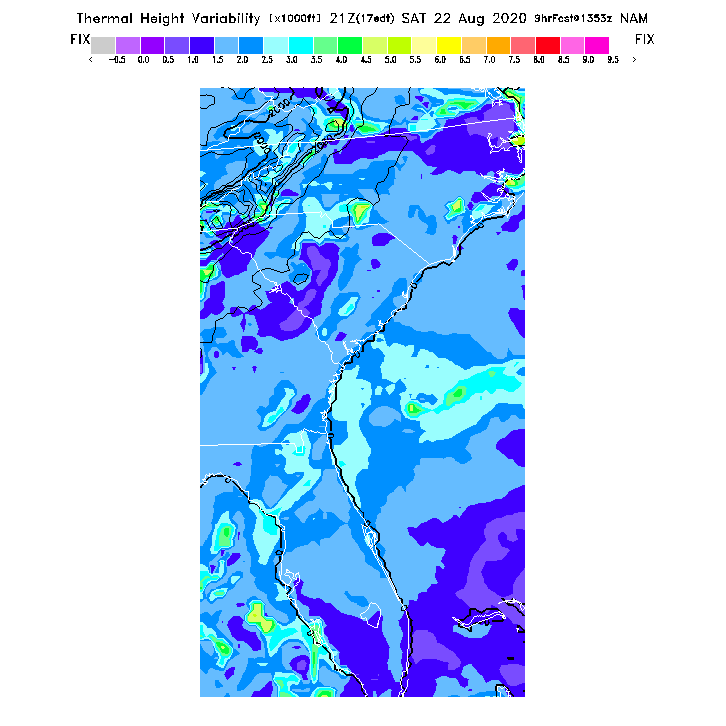 Thermal Height Variability [x1000ft] 21Z(17edt) SAT 22 Aug 2020 9hrFcst@1353z NAM
FIX FIX
< -0.5 0.0 0.5 1.0 1.5 2.0 2.5 3.0 3.5 4.0 4.5 5.0 5.5 6.0 6.5 7.0 7.5 8.0 8.5 9.0 9.5 >
2000